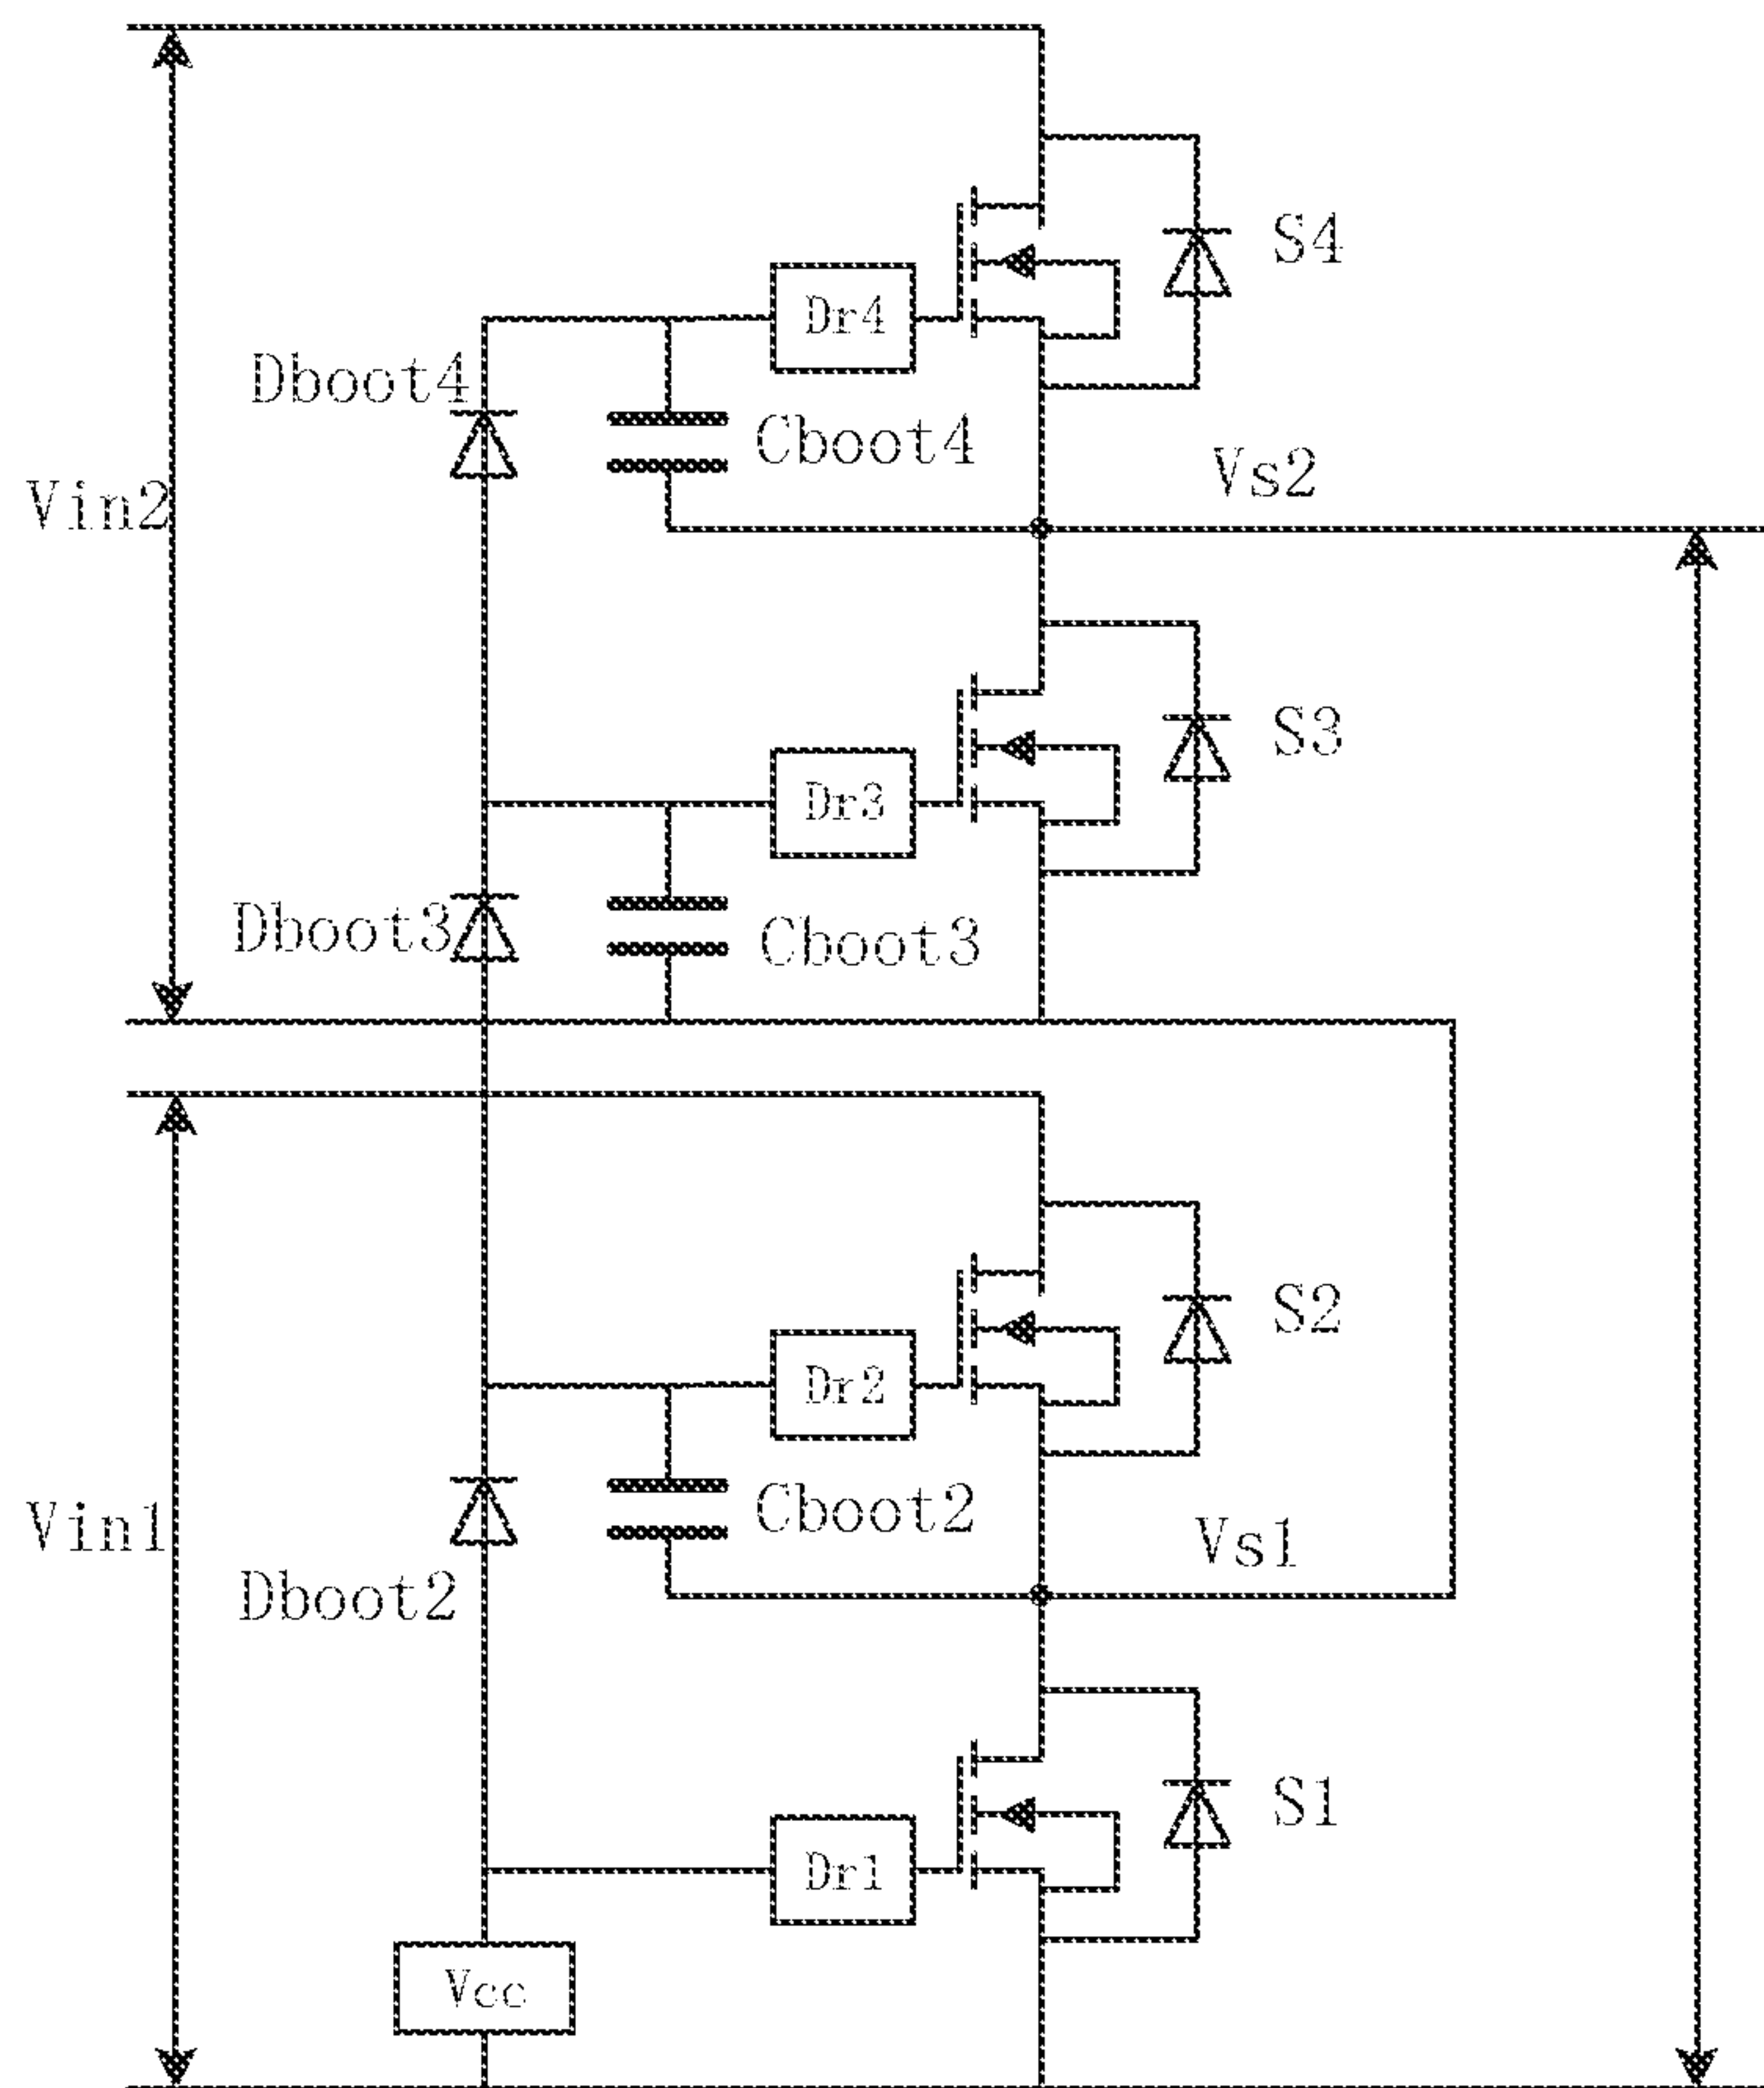 S4
Dr4
Dboot4
Cboot4
Vs2
Vin2
S3
Dr3
Dboot3
Cboot3
S2
Dr2
Cboot2
Vin1
Vs1
Dboot2
S1
Dr1
Vcc